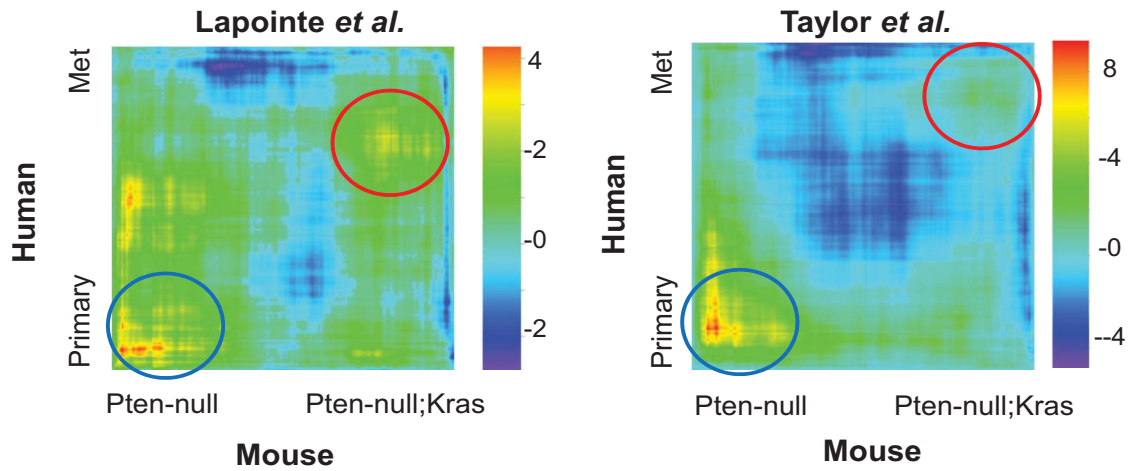 Lapointe et al.
Met
Human
Primary
4
-2
-0
-2
Pten-null
Pten-null;Kras
Mouse
Taylor et al.
Met
Human
Primary
8
-4
-0
--4
Pten-null
Pten-null;Kras
Mouse